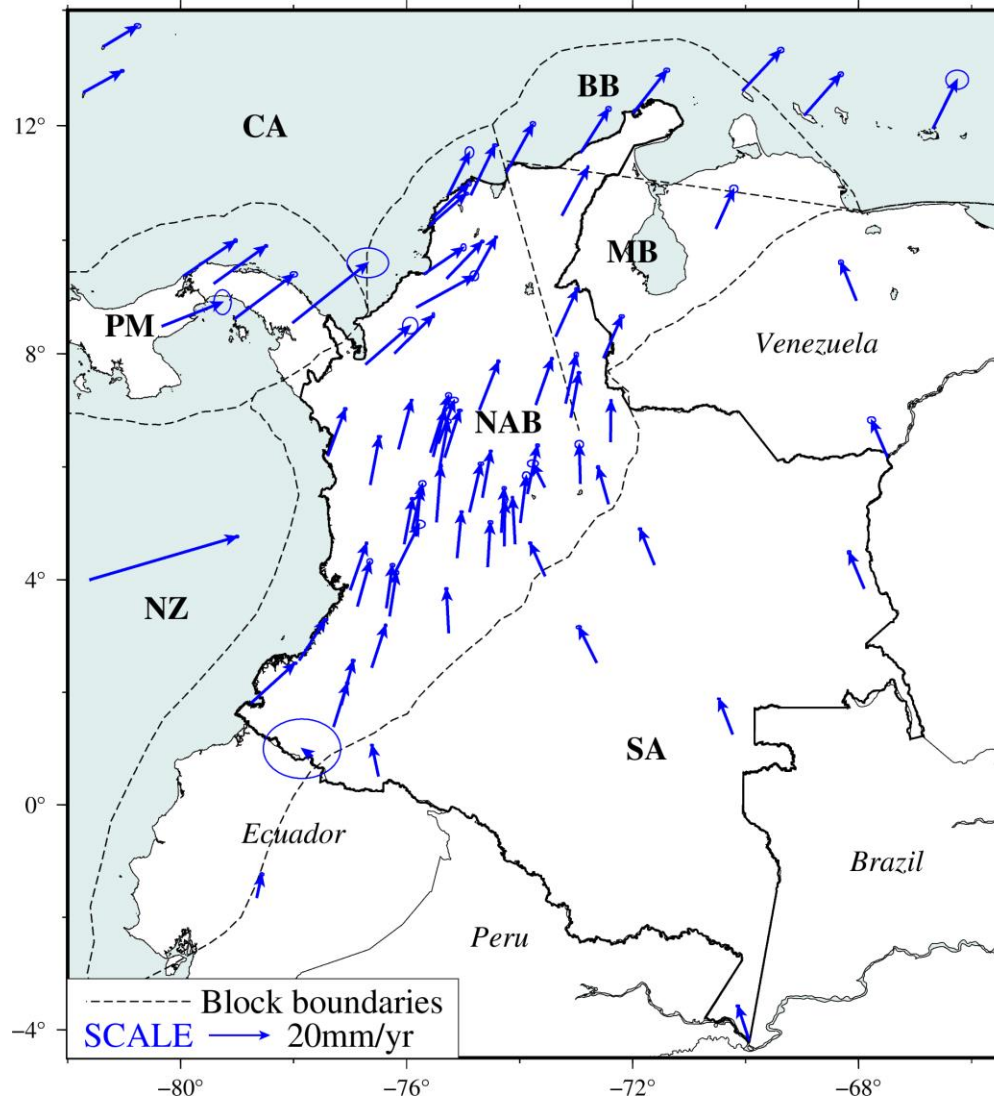 BB
12°
CA
MB
PM
8°
Venezuela
NAB
4°
NZ
SA
0°
Ecuador
Brazil
Peru
Block boundaries
SCALE 20mm/yr
−4°
−80° −76° −72° −68°